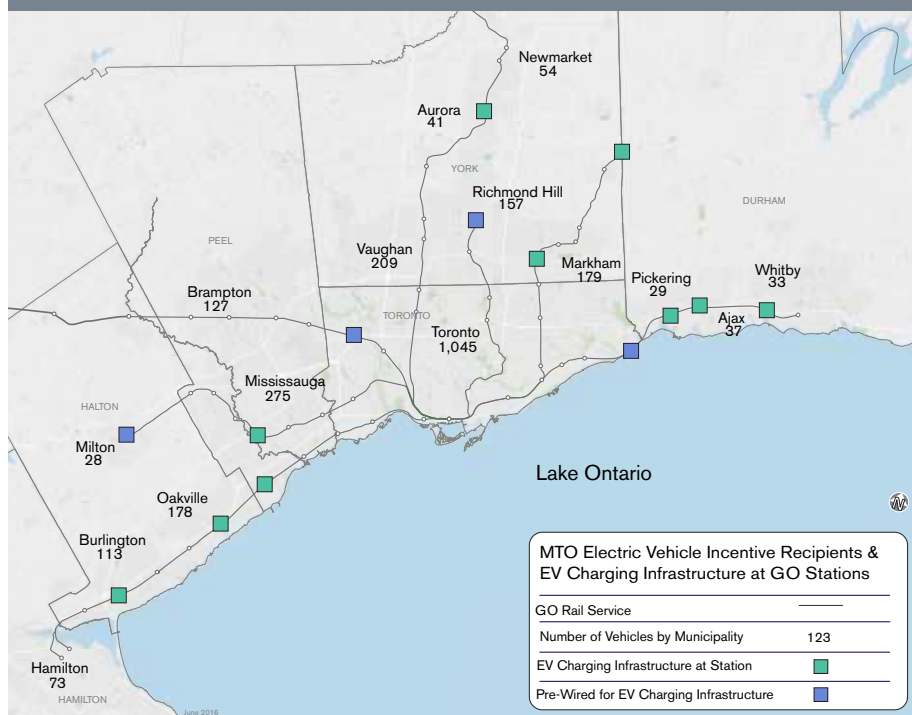 Newmarket
54
Aurora
41
YORK
Richmond Hill
157
DURHAM
PEEL
Vaughan
209
Markham
179
Pickering
29
Whitby
33
Brampton
127
TORONTO
Toronto
1,045
Ajax
37
Mississauga
275
HALTON
Milton
28
Lake Ontario
Oakville
178
Burlington
113
MTO Electric Vehicle Incentive Recipients &
EV Charging Infrastructure at GO Stations
GO Rail Service
Number of Vehicles by Municipality 123
EV Charging Infrastructure at Station
Pre-Wired for EV Charging Infrastructure
Hamilton
73
HAMILTON
June 2016